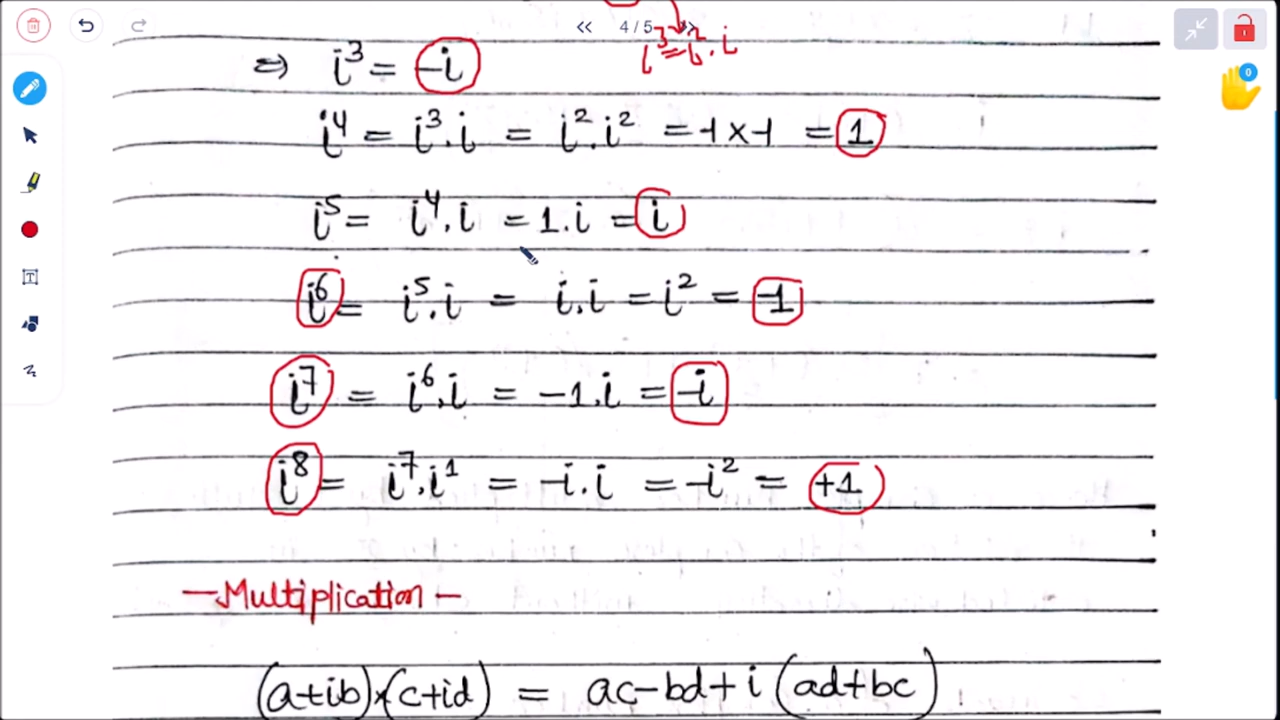 4 / 5
i³ = i² . i
⇒ i³ = -i
i⁴ = i³.i = i².i² = -1 x -1 = 1
i⁵ = i⁴.i = 1.i = i
i⁶ = i⁵.i = i.i = i² = -1
i⁷ = i⁶.i = -1.i = -i
i⁸ = i⁷.i¹ = -i.i = -i² = +1
- Multiplication -
(a+ib)x(c+id) = ac-bd+i(ad+bc)
0
T